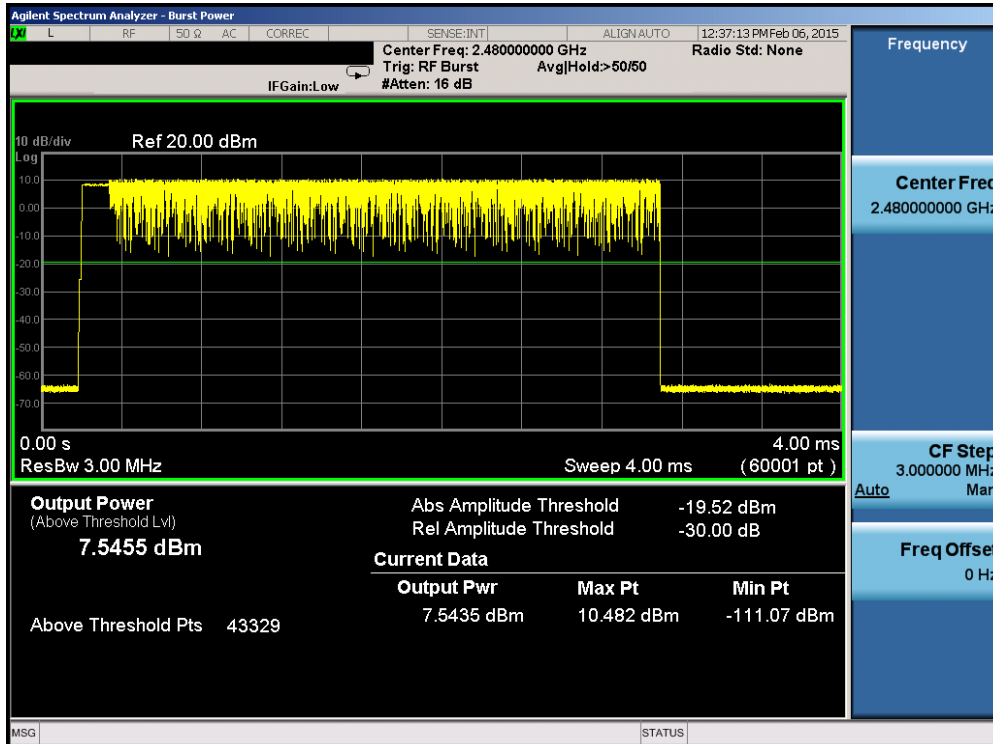 Agilent Spectrum Analyzer - Burst Power
LXI L RF 50 Ω AC CORREC SENSE:INT ALIGNAUTO 12:37:13 PM Feb 06, 2015
Center Freq: 2.480000000 GHz Radio Std: None
Trig: RF Burst Avg|Hold:>50/50
IFGain:Low #Atten: 16 dB
10 dB/div Ref 20.00 dBm
Log
10.0
0.00
-10.0
-20.0
-30.0
-40.0
-50.0
-60.0
-70.0
0.00 s 4.00 ms
ResBw 3.00 MHz Sweep 4.00 ms (60001 pt)
Output Power
(Above Threshold Lvl)
7.5455 dBm
Above Threshold Pts 43329
Abs Amplitude Threshold -19.52 dBm
Rel Amplitude Threshold -30.00 dB
Current Data
Output Pwr Max Pt Min Pt
7.5435 dBm 10.482 dBm -111.07 dBm
Frequency
Center Freq
2.480000000 GHz
CF Step
3.000000 MHz
Auto Man
Freq Offset
0 Hz
MSG STATUS